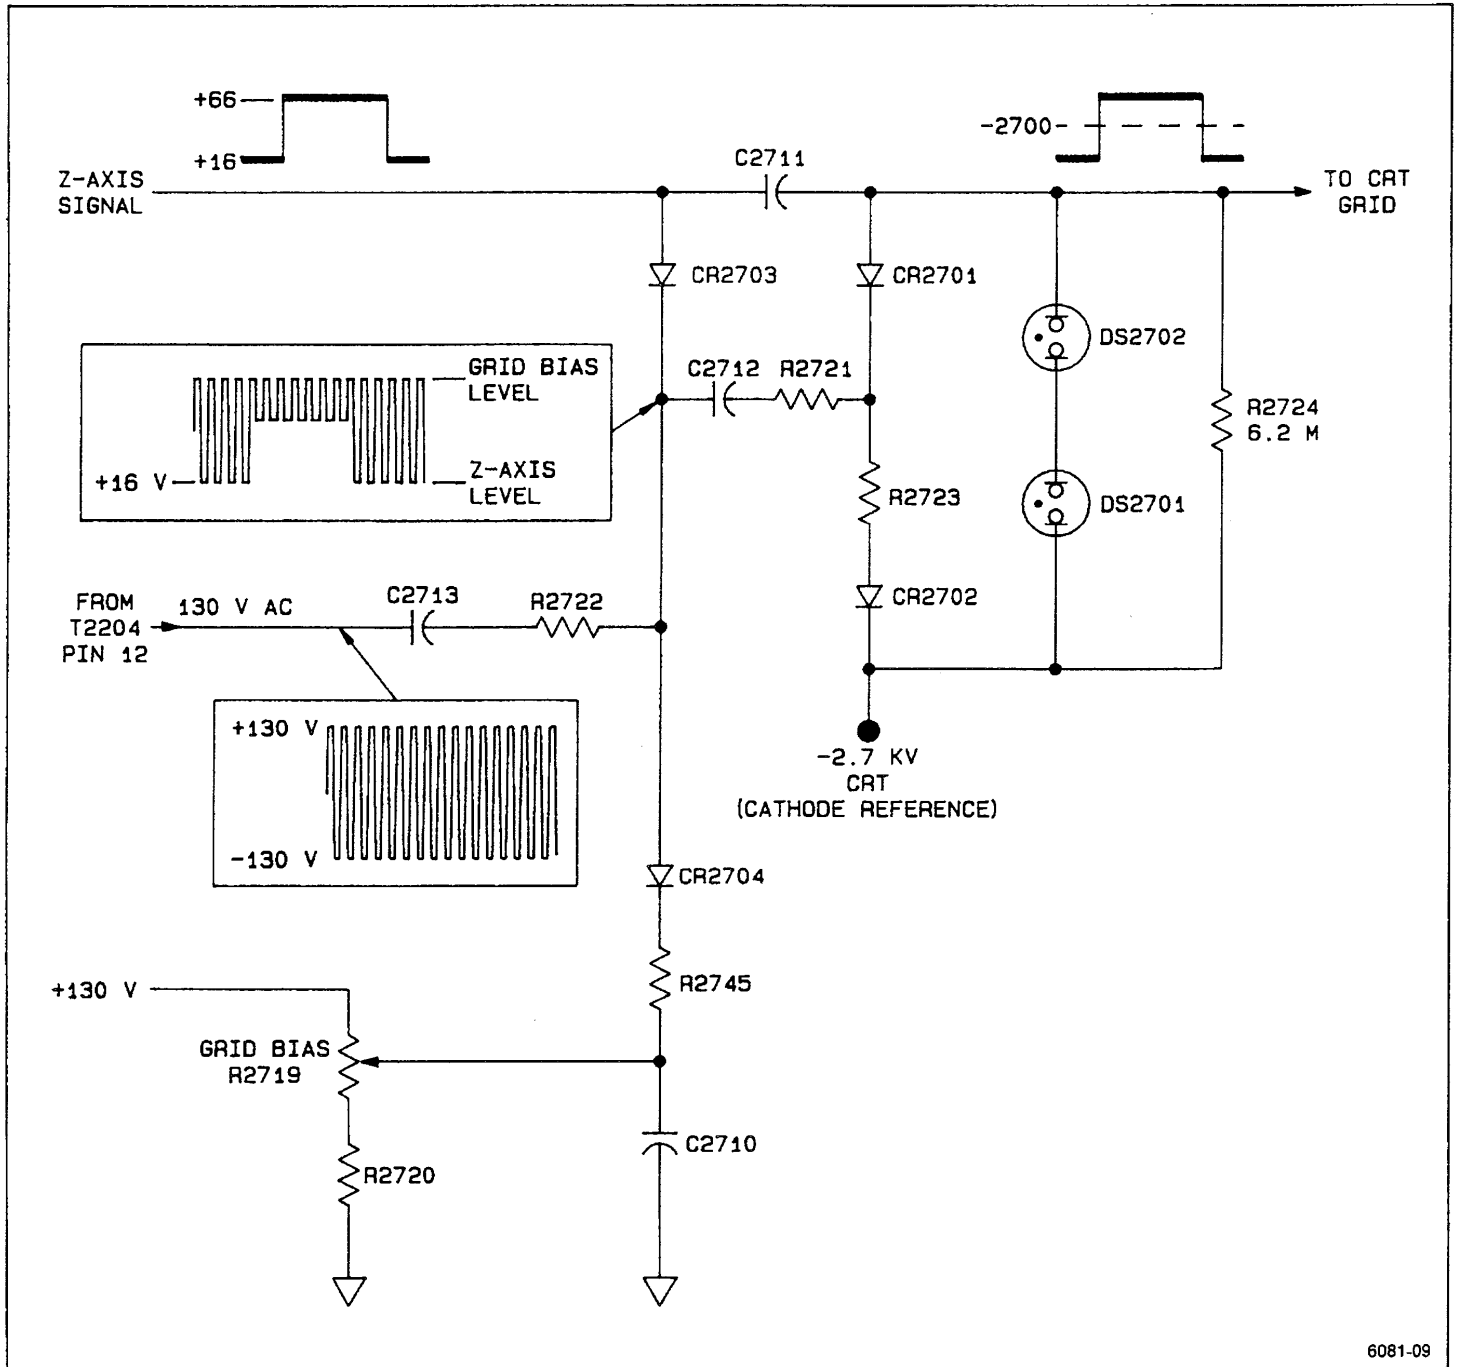 +66
+16
Z-AXIS
SIGNAL
C2711
-2700
TO CRT
GRID
CR2703
CR2701
DS2702
GRID BIAS
LEVEL
+16 V
Z-AXIS
LEVEL
C2712
R2721
R2724
6.2 M
R2723
DS2701
FROM
T2204
PIN 12
130 V AC
C2713
R2722
CR2702
+130 V
-130 V
-2.7 KV
CRT
(CATHODE REFERENCE)
CR2704
+130 V
R2745
GRID BIAS
R2719
C2710
R2720
6081-09